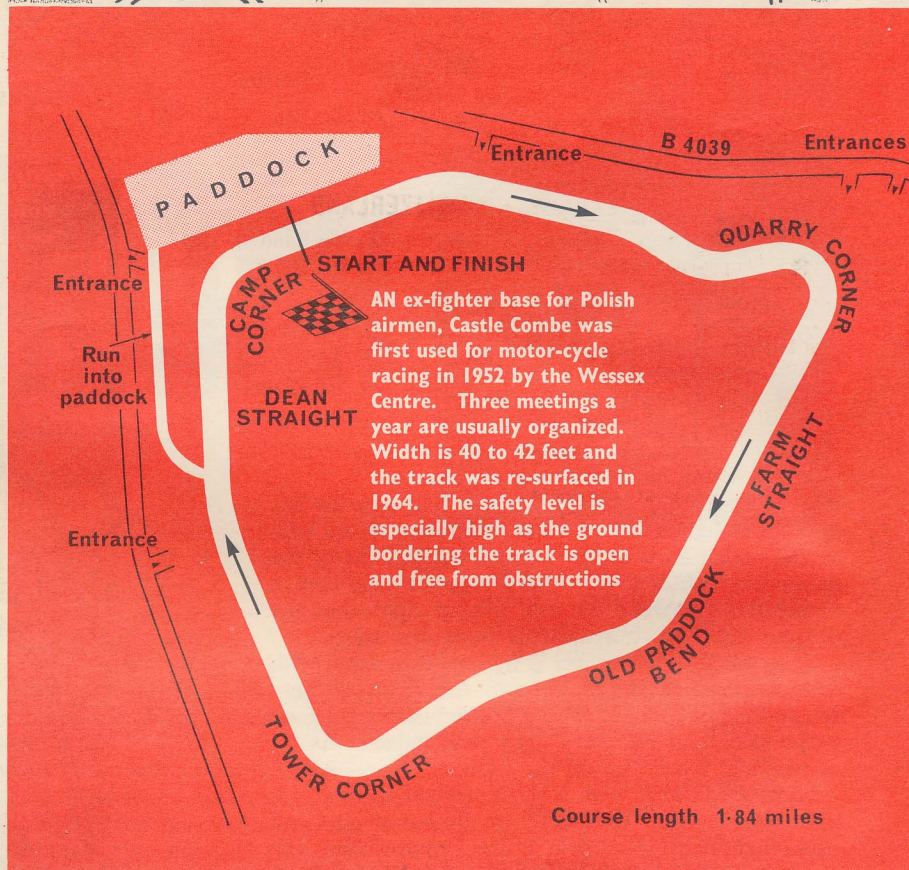 PADDOCK
B 4039
Entrances
Entrance
QUARRY CORNER
START AND FINISH
CAMP
CORNER
Entrance
Run
into
paddock
DEAN
STRAIGHT
AN ex-fighter base for Polish
airmen, Castle Combe was
first used for motor-cycle
racing in 1952 by the Wessex
Centre. Three meetings a
year are usually organized.
Width is 40 to 42 feet and
the track was re-surfaced in
1964. The safety level is
especially high as the ground
bordering the track is open
and free from obstructions
FARM
STRAIGHT
Entrance
OLD PADDOCK
BEND
TOWER CORNER
Course length 1·84 miles